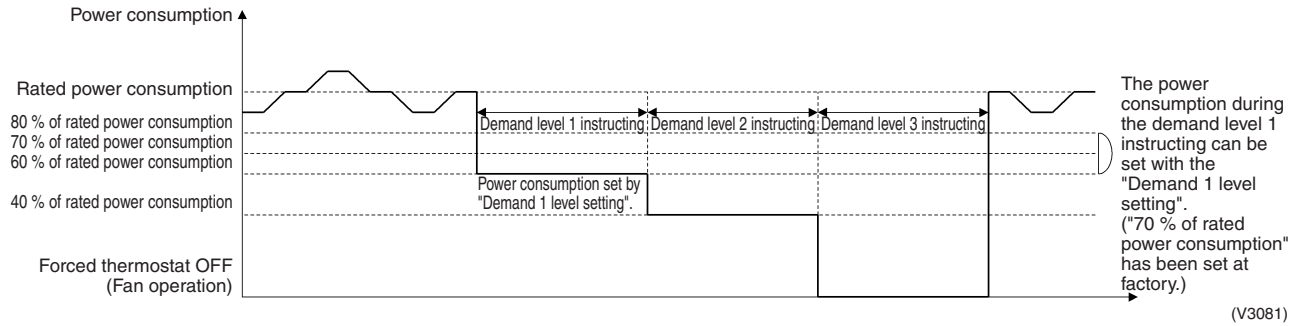 Power consumption
Rated power consumption
80 % of rated power consumption
70 % of rated power consumption
60 % of rated power consumption
40 % of rated power consumption
Forced thermostat OFF
(Fan operation)
Demand level 1 instructing
Demand level 2 instructing
Demand level 3 instructing
Power consumption set by
"Demand 1 level setting".
The power
consumption during
the demand level 1
instructing can be
set with the
"Demand 1 level
setting".
("70 % of rated
power consumption"
has been set at
factory.)
(V3081)